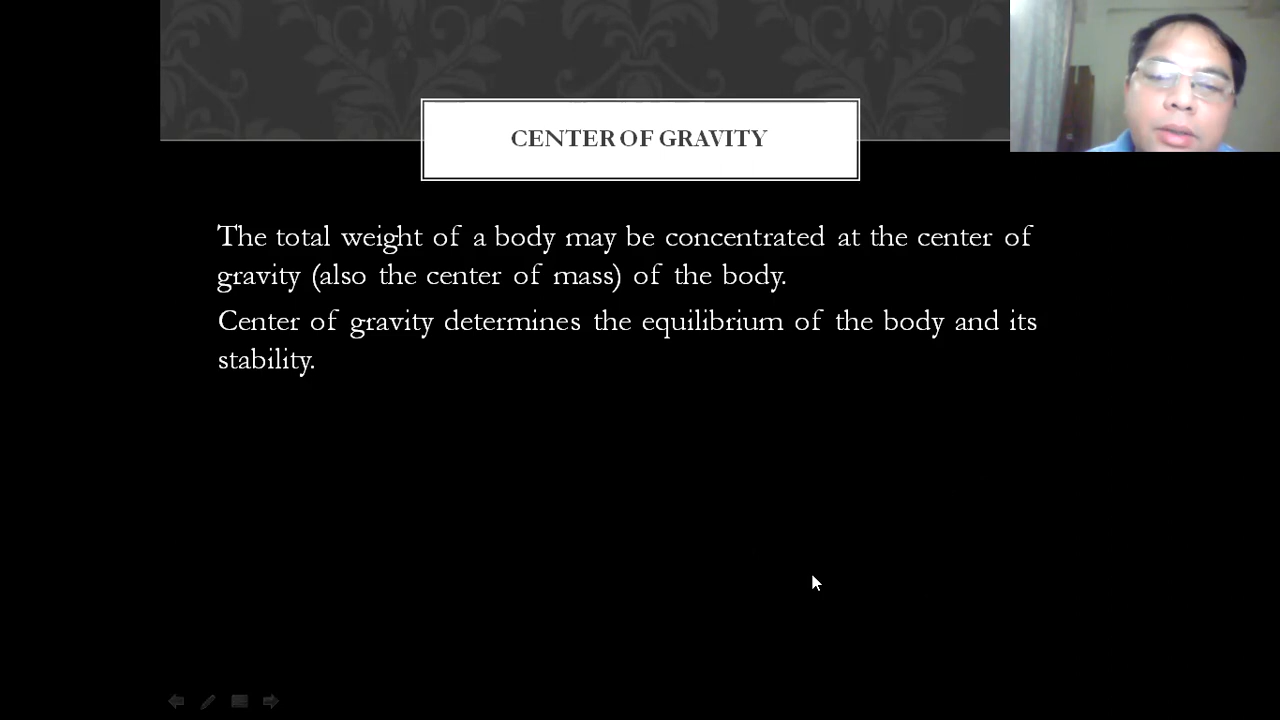 CENTER OF GRAVITY
The total weight of a body may be concentrated at the center of
gravity (also the center of mass) of the body.
Center of gravity determines the equilibrium of the body and its
stability.